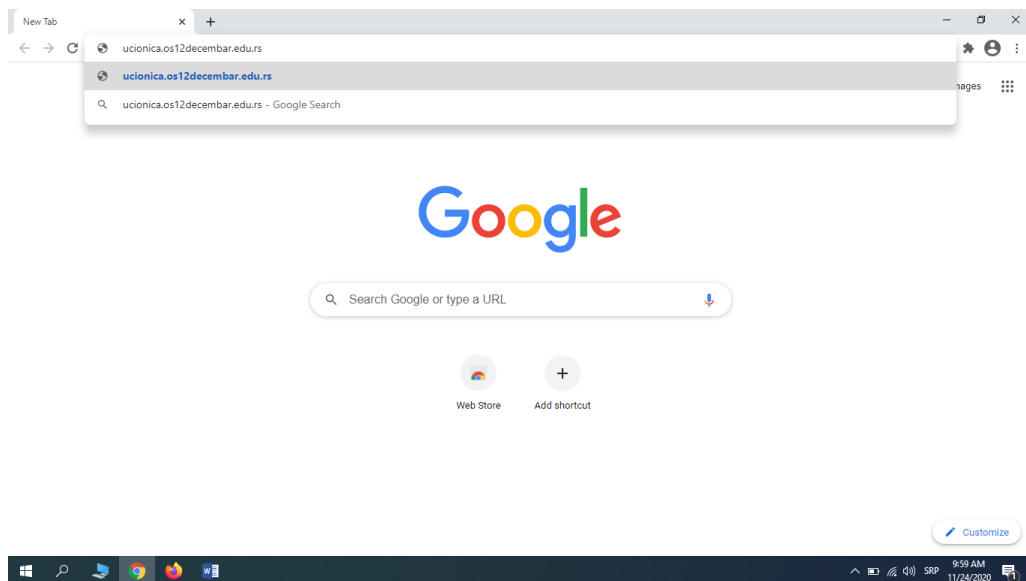 New Tab
ucionica.os12decembar.edu.rs
ucionica.os12decembar.edu.rs
ucionica.os12decembar.edu.rs - Google Search
Google
Search Google or type a URL
Web Store
Add shortcut
Customize
SRP
9:59 AM
11/24/2020